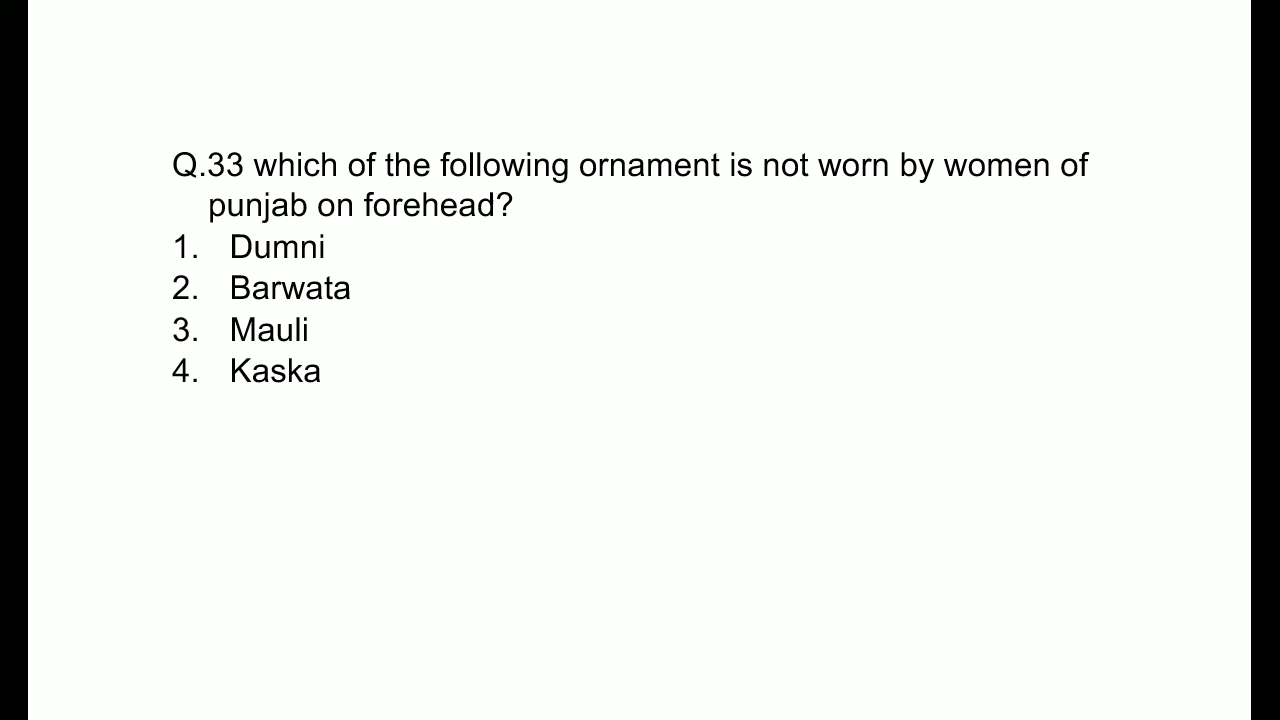 Q.33 which of the following ornament is not worn by women of
punjab on forehead?
1. Dumni
2. Barwata
3. Mauli
4. Kaska